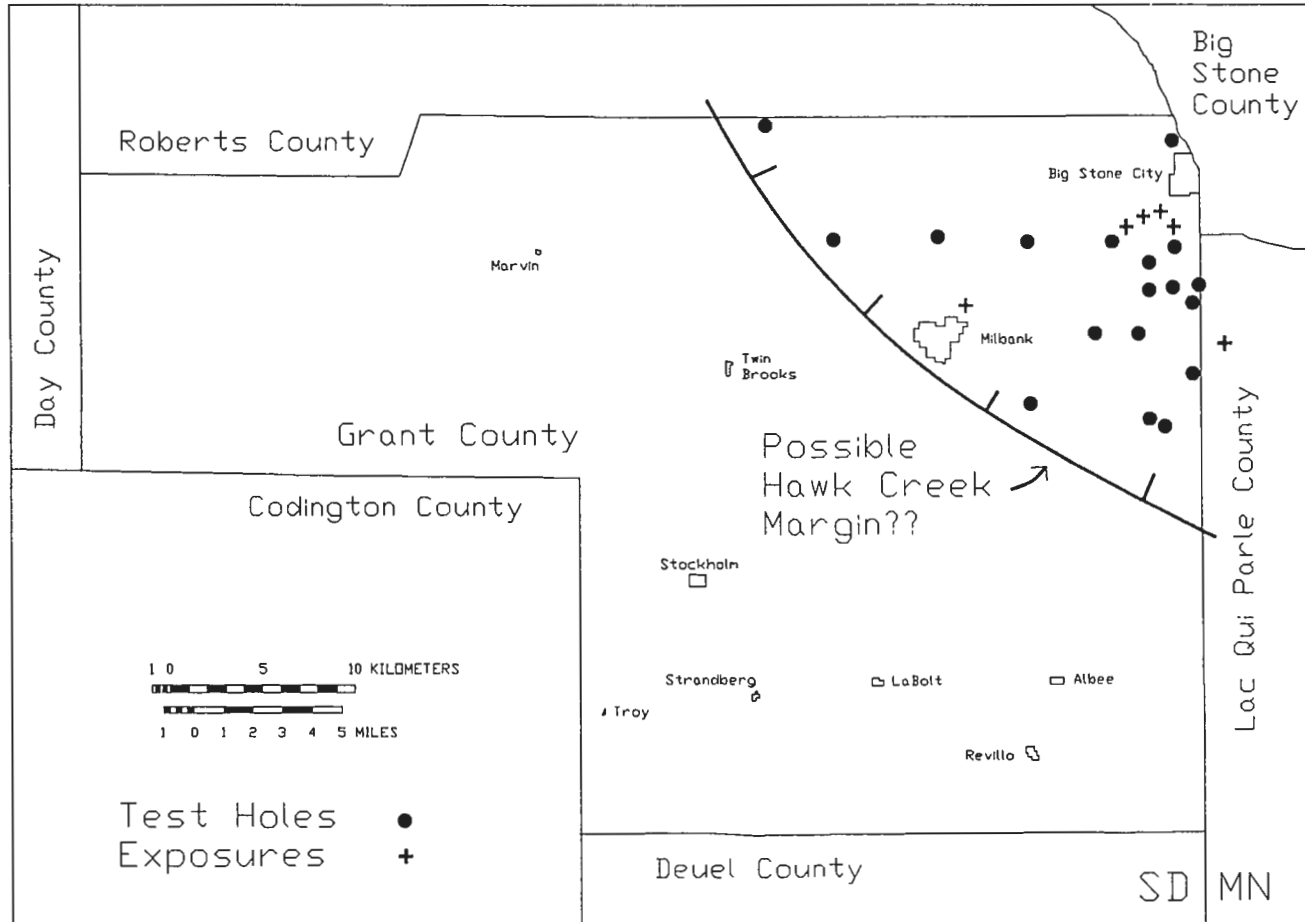 Big
Stone
County
Roberts County
Big Stone City
Marvin
Day County
Milbank
Twin
Brooks
Grant County
Possible
Hawk Creek
Margin??
Codington County
Lac Qui Parle County
Stockholm
1 0 5 10 KILOMETERS
1 0 1 2 3 4 5 MILES
Strandberg
LaBolt
Albee
Troy
Revillo
Test Holes
Exposures
Deuel County
SD MN